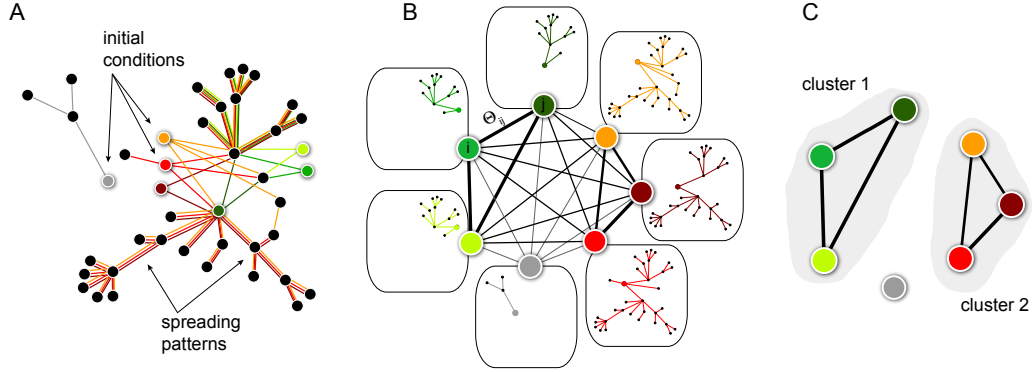 A
initial
conditions
spreading
patterns
B
Θij
i
j
C
cluster 1
cluster 2